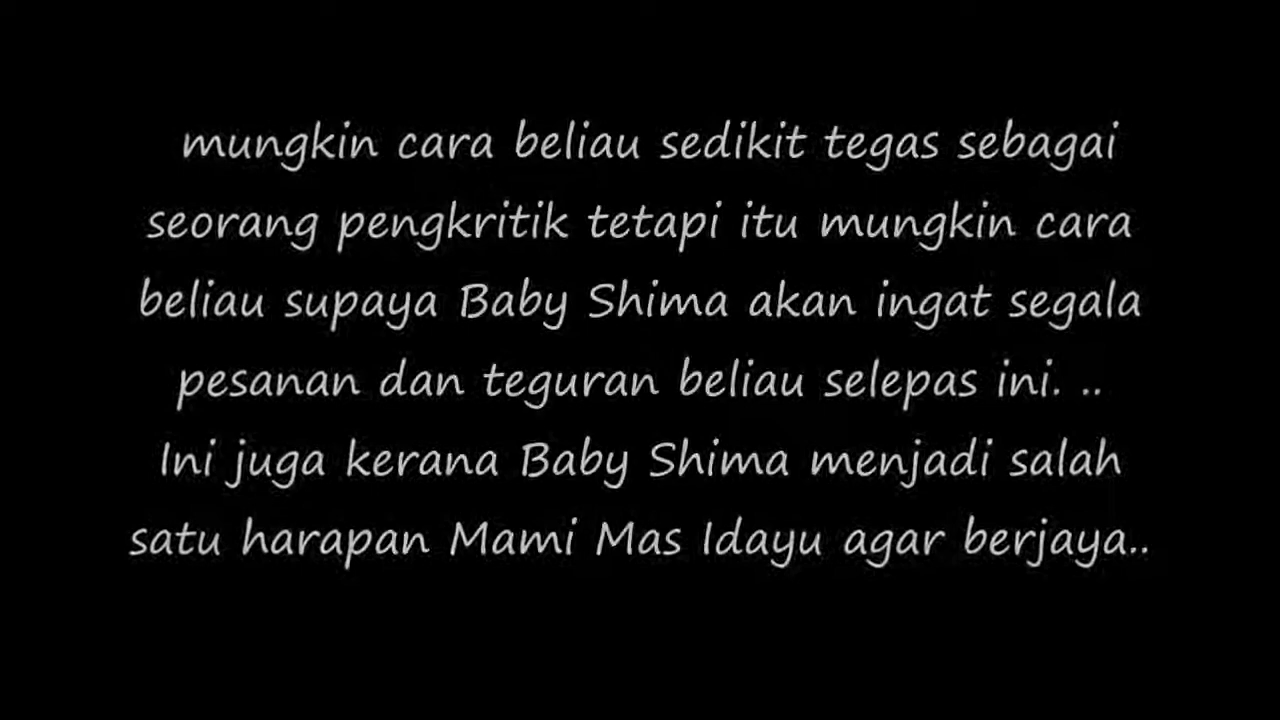 mungkin cara beliau sedikit tegas sebagai
seorang pengkritik tetapi itu mungkin cara
beliau supaya Baby Shima akan ingat segala
pesanan dan teguran beliau selepas ini. ..
Ini juga kerana Baby Shima menjadi salah
satu harapan Mami Mas Idayu agar berjaya..